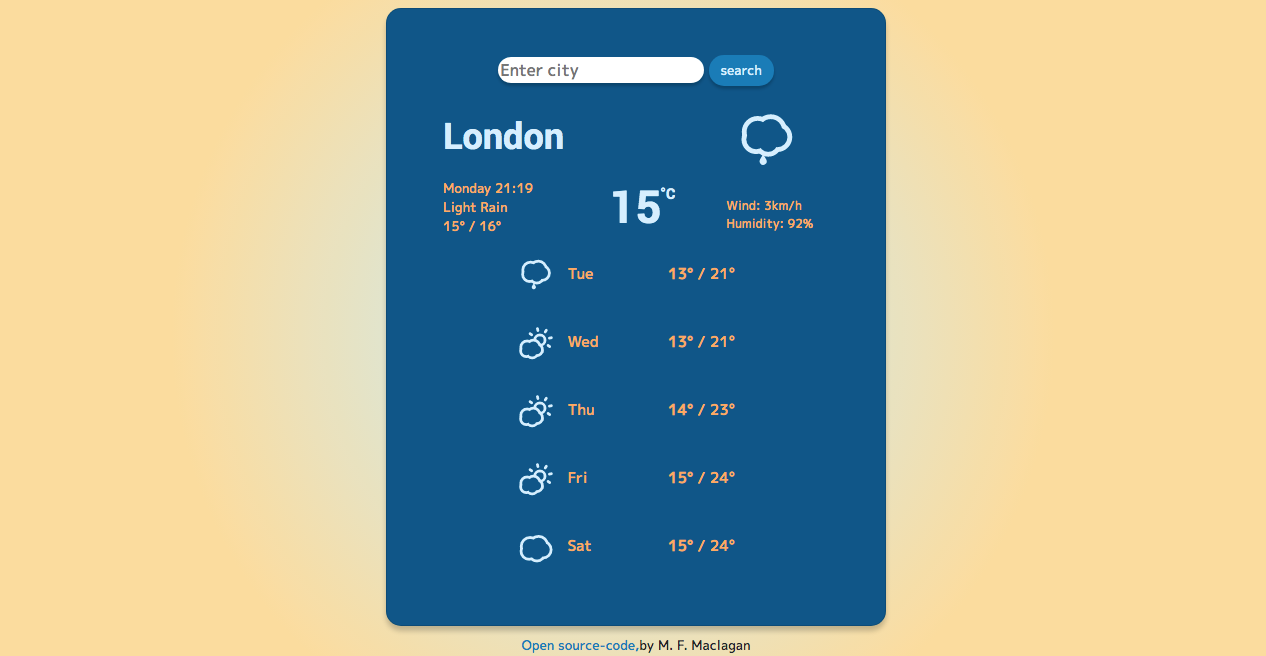 Enter city search
London
Monday 21:19
Light Rain
15° / 16°
15°C
Wind: 3km/h
Humidity: 92%
Tue 13° / 21°
Wed 13° / 21°
Thu 14° / 23°
Fri 15° / 24°
Sat 15° / 24°
Open source-code,by M. F. Maclagan